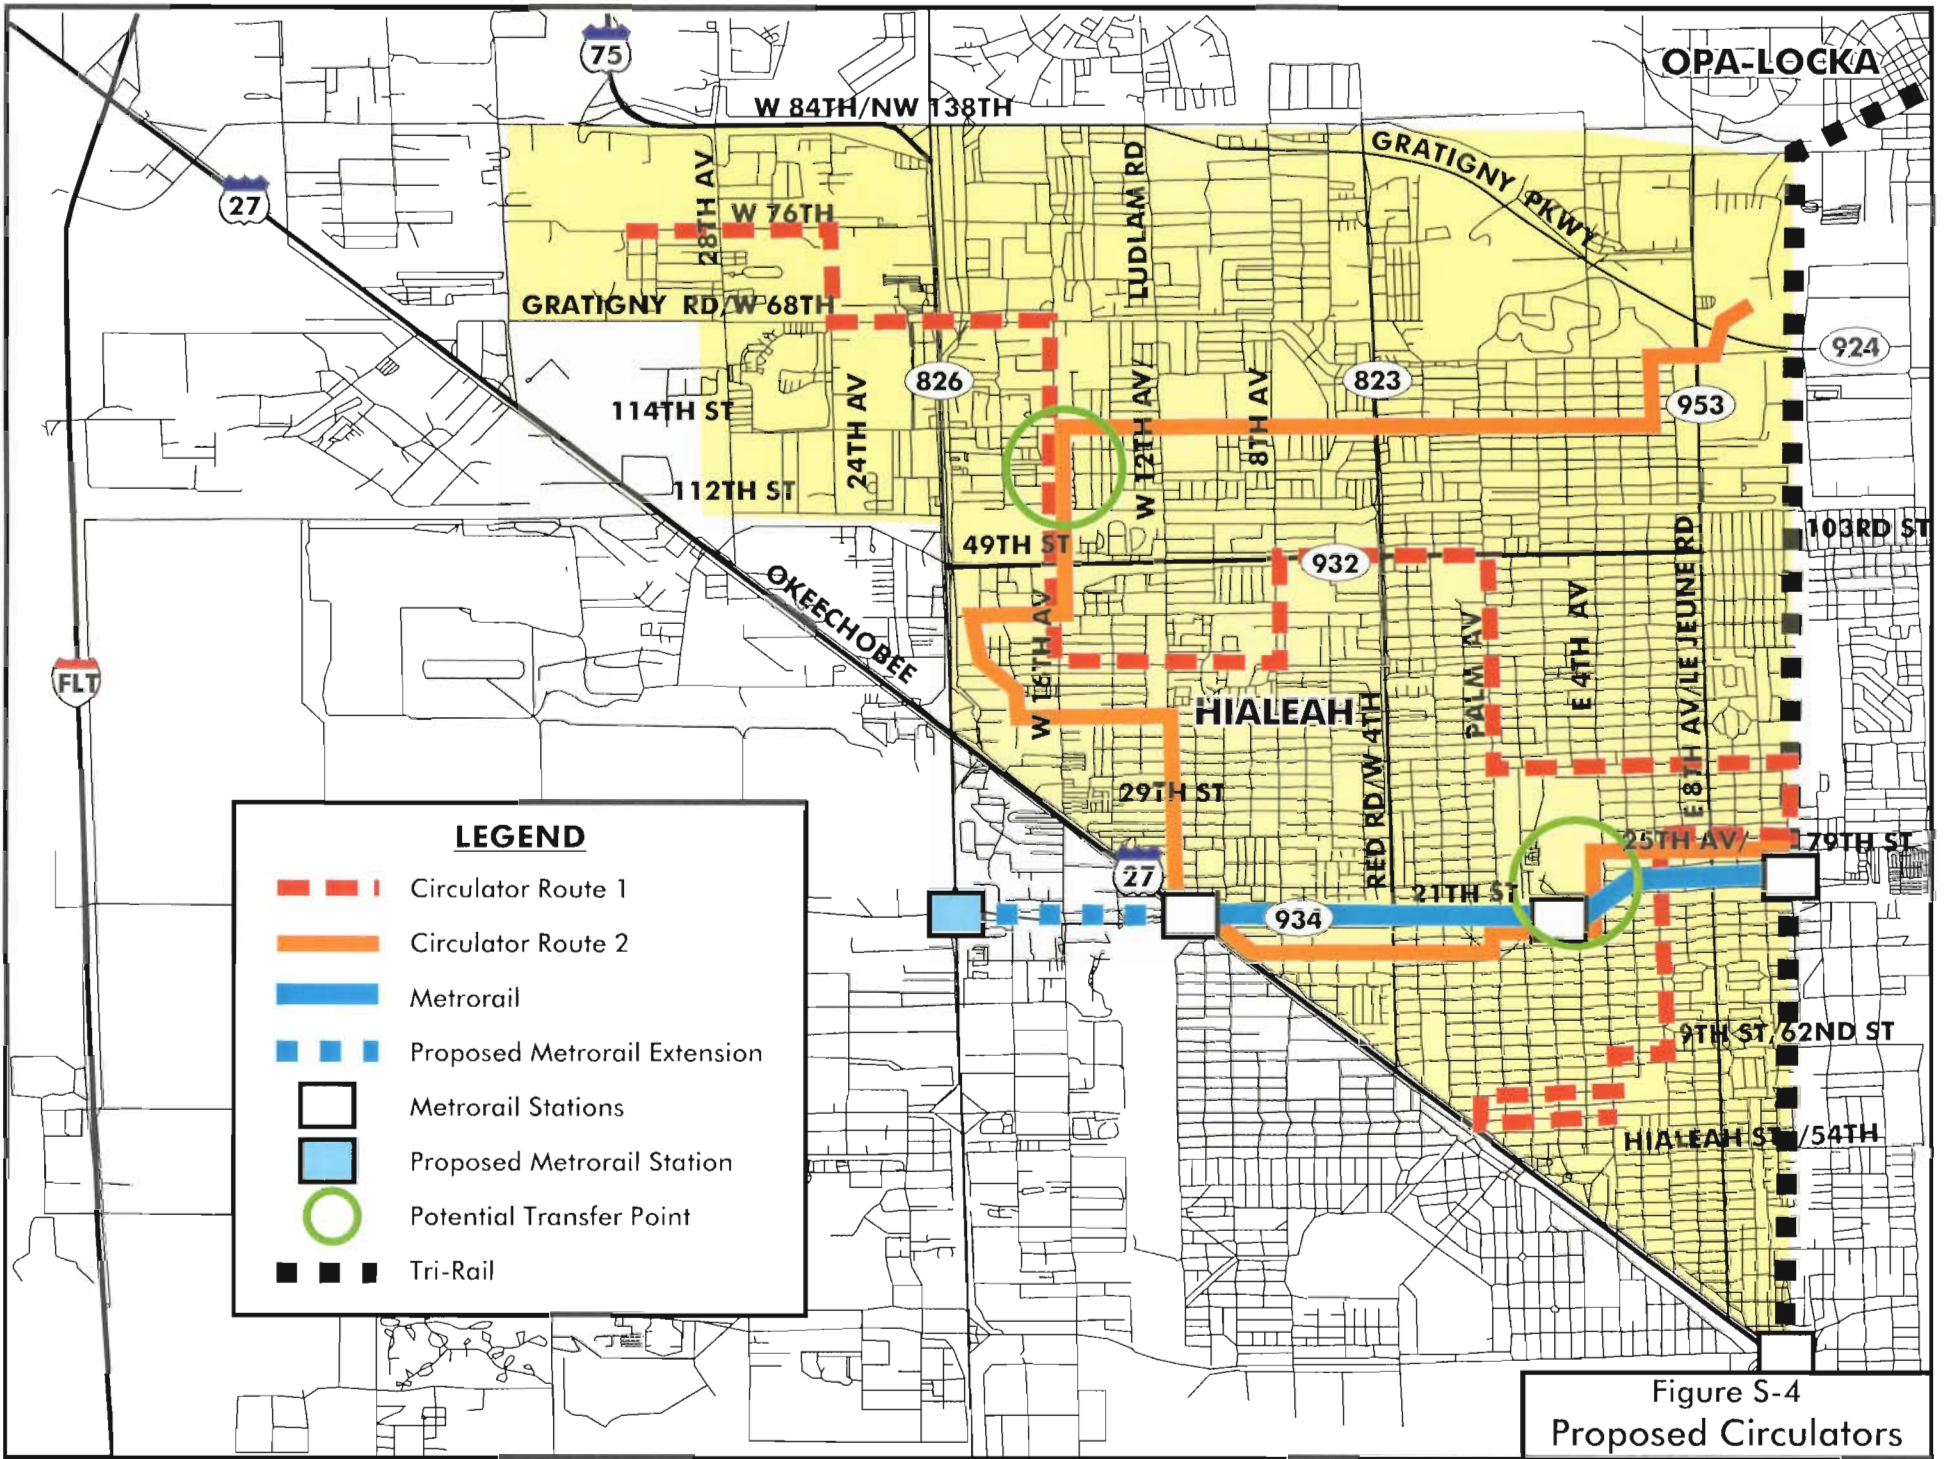 OPA-LOCKA
75
W 84TH/NW 138TH
GRATIGNY PKWY
LUDLAM RD
28TH AV
27
W 76TH
GRATIGNY RD/W 68TH
924
826
823
953
114TH ST
24TH AV
W 12TH AV/
8TH AV
112TH ST
49TH ST
932
103RD ST
OKEECHOBEE
W 16TH AV
PALM AV
E 4TH AV
E 8TH AV/LEJEUNE RD
FLT
HIALEAH
RED RD/W 4TH
29TH ST
25TH AV/
79TH ST
27
21TH ST
934
9TH ST/62ND ST
HIALEAH ST /54TH
LEGEND
Circulator Route 1
Circulator Route 2
Metrorail
Proposed Metrorail Extension
Metrorail Stations
Proposed Metrorail Station
Potential Transfer Point
Tri-Rail
Figure S-4
Proposed Circulators